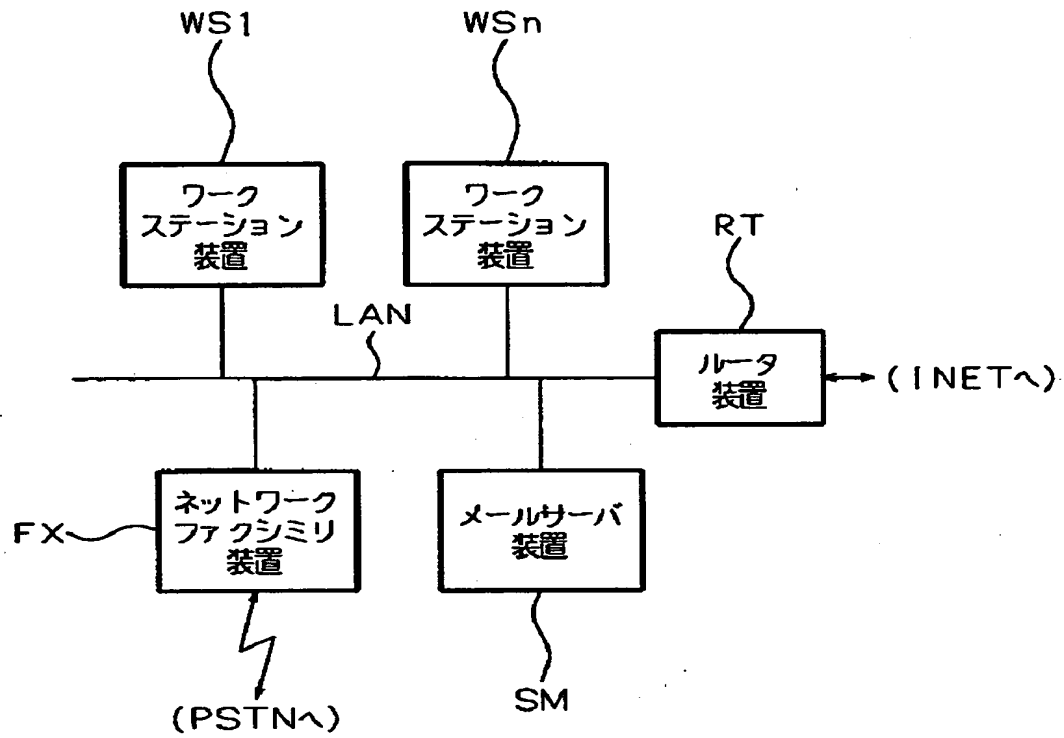 WS1
WSn
ワーク
ステーション
装置
ワーク
ステーション
装置
RT
LAN
ルータ
装置
(INETへ)
FX
ネットワーク
ファクシミリ
装置
メールサーバ
装置
SM
(PSTNへ)